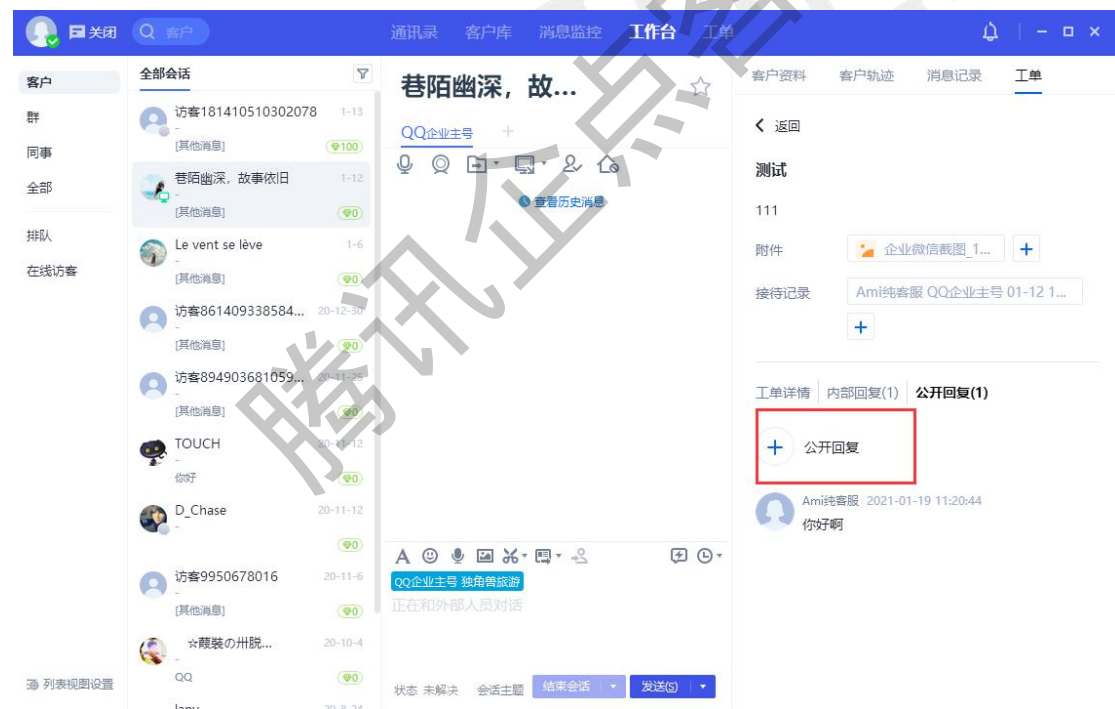 关闭
客户
通讯录
客户库
消息监控
工作台
工单
客户
群
同事
全部
排队
在线访客
列表视图设置
全部会话
访客181410510302078 1-13
-
[其他消息] 100
巷陌幽深，故事依旧 1-12
-
[其他消息] 0
Le vent se lève 1-6
-
[其他消息] 0
访客861409338584... 20-12-30
-
[其他消息] 0
访客894903681059... 20-11-25
-
[其他消息] 0
TOUCH 20-11-12
-
你好 0
D_Chase 20-11-12
-
0
访客9950678016 20-11-6
-
[其他消息] 0
20-10-4
-
QQ 0
巷陌幽深，故...
QQ企业主号
查看历史消息
QQ企业主号 独角兽旅游
正在和外部人员对话
状态 未解决 会话主题 结束会话 发送(S)
客户资料 客户轨迹 消息记录 工单
返回
测试
111
附件 企业微信截图_1...
接待记录 Ami纯客服 QQ企业主号 01-12 1...
工单详情 内部回复(1) 公开回复(1)
公开回复
Ami纯客服 2021-01-19 11:20:44
你好啊
腾讯企点客